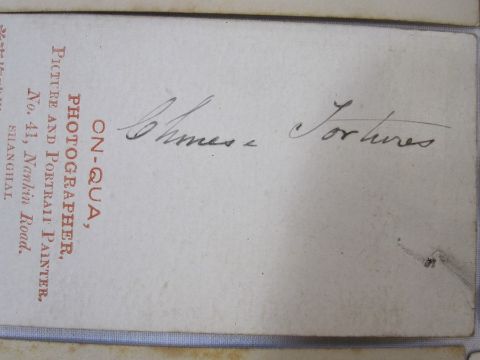 Chinese Tortures
ON-QUA,
PHOTOGRAPHER,
PICTURE AND PORTRAIT PAINTER,
No. 41, Nankin Road.
SHANGHAI.